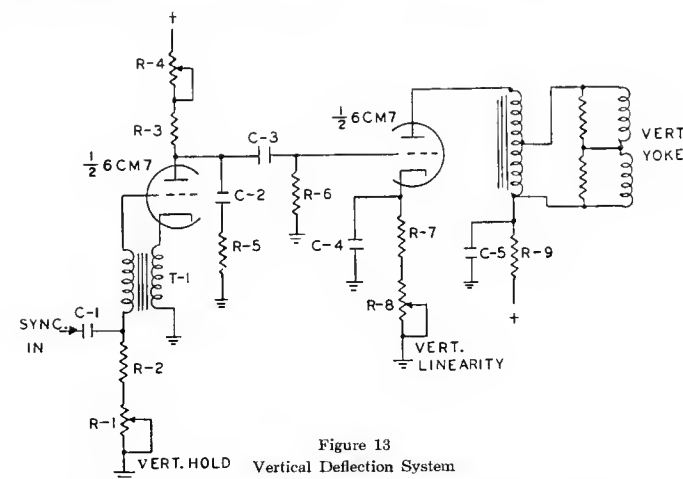 +
R-4
R-3
1/2 6CM7
C-3
1/2 6CM7
C-2
R-6
R-5
T-1
C-1
SYNC.
IN
R-2
R-1
VERT. HOLD
C-4
R-7
R-8
VERT.
LINEARITY
C-5
R-9
+
VERT
YOKE
Figure 13
Vertical Deflection System